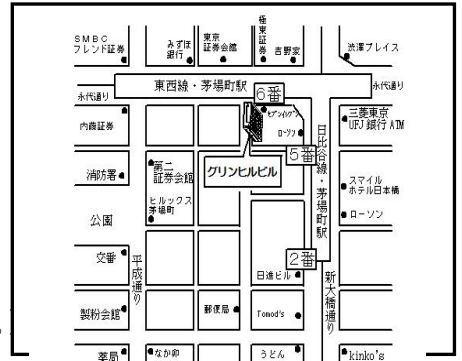 SMBC
フレンド証券
みずほ
銀行
東京
証券会館
極東証券
吉野家
渋澤プレイス
永代通り
東西線・茅場町駅
6番
永代通り
内藤証券
セブンイレブン
ローソン
三菱東京
UFJ銀行 ATM
5番
日比谷線・茅場町駅
消防署
第二
証券会館
グリンヒルビル
スマイル
ホテル日本橋
ヒルックス
茅場町
ローソン
公園
交番
平成通り
2番
日進ビル
新大橋通り
製粉会館
郵便局
Tomod's
薬局
なか卯
うどん
kinko's